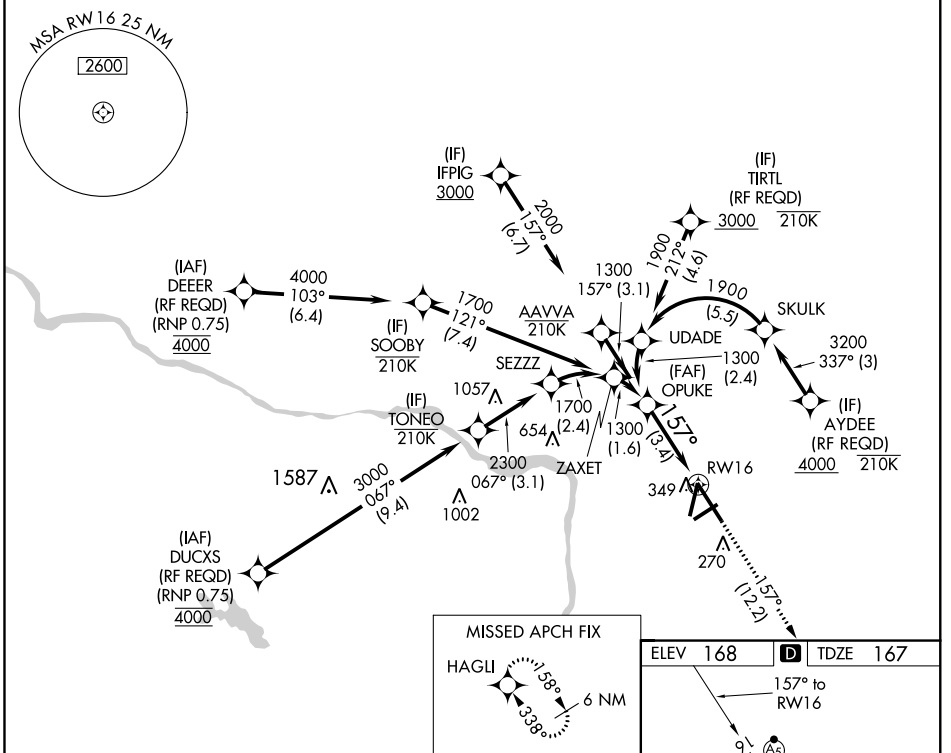 MSA RW16 25 NM
2600
(IF)
IFPIG
3000
2000
157°
(6.7)
(IF)
TIRTL
(RF REQD)
3000 210K
1900
212°
(4.6)
(IAF)
DEEER
(RF REQD)
(RNP 0.75)
4000
4000
103°
(6.4)
(IF)
SOOBY
210K
1700
121°
(7.4)
1300
157° (3.1)
AAVVA
210K
1900
(5.5)
SKULK
UDADE
3200
337° (3)
1300
(2.4)
(FAF)
OPUKE
SEZZZ
1057
(IF)
TONEO
210K
1700
(2.4)
654
ZAXET
1300
(1.6)
157°
(3.4)
(IF)
AYDEE
(RF REQD)
4000 210K
2300
067° (3.1)
RW16
349
1587
3000
067°
(9.4)
1002
270
(IAF)
DUCXS
(RF REQD)
(RNP 0.75)
4000
157°
(12.2)
MISSED APCH FIX
HAGLI
158°
338°
6 NM
ELEV 168 D TDZE 167
157° to
RW16
16
A5